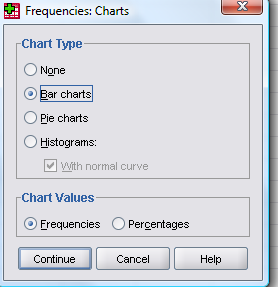 Frequencies: Charts
Chart Type
None
Bar charts
Pie charts
Histograms:
With normal curve
Chart Values
Frequencies Percentages
Continue Cancel Help